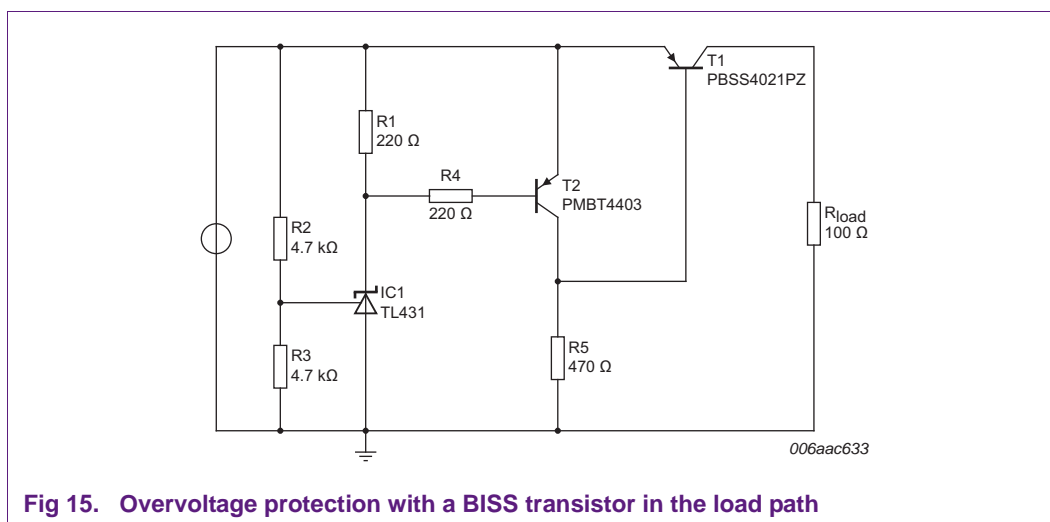 T1
PBSS4021PZ
R1
220 Ω
R4
220 Ω
T2
PMBT4403
Rload
100 Ω
R2
4.7 kΩ
IC1
TL431
R3
4.7 kΩ
R5
470 Ω
006aac633
Fig 15. Overvoltage protection with a BISS transistor in the load path